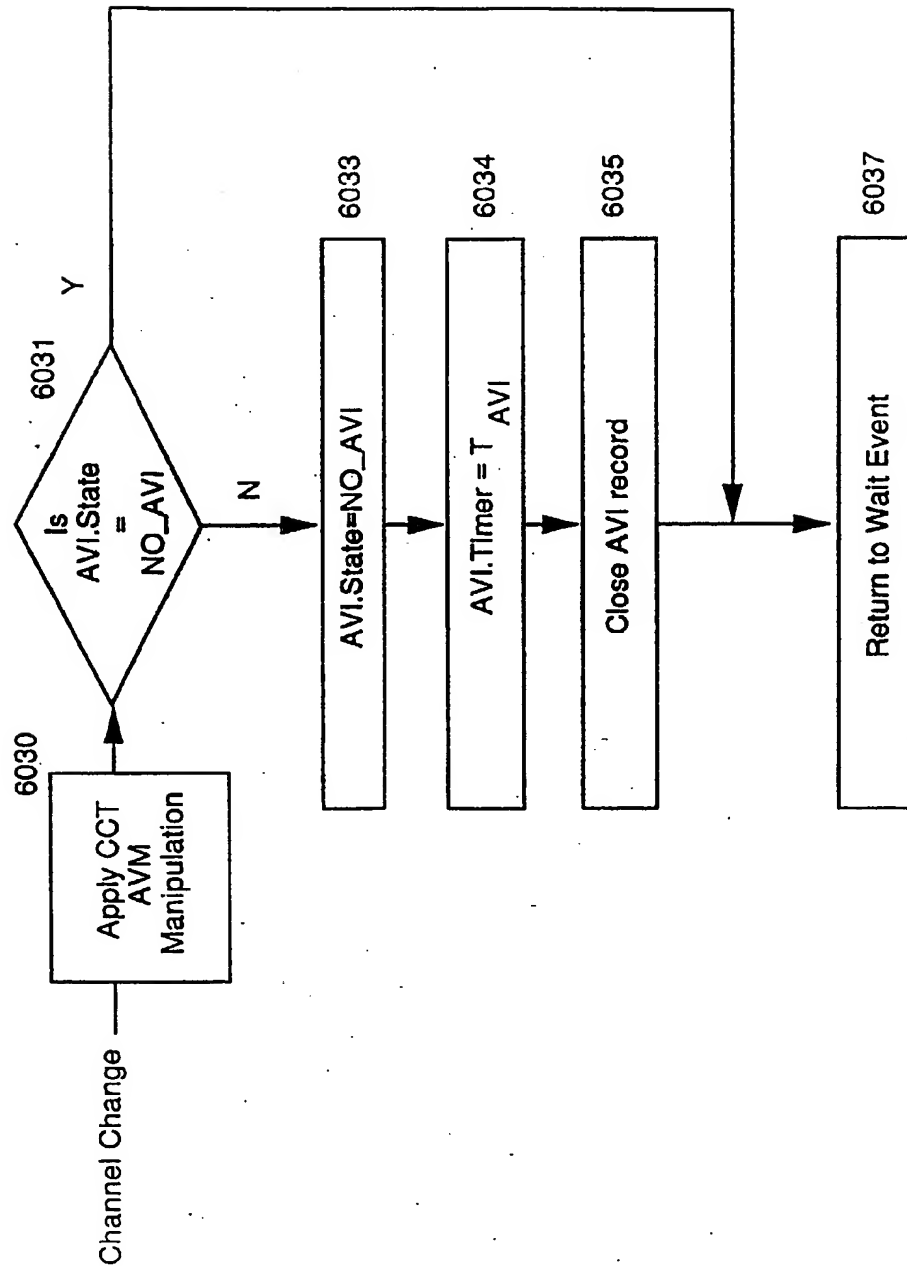 Channel Change
6030
Apply CCT
AVM
Manipulation
6031
Is
AVI.State
=
NO_AVI
Y
N
AVI.State=NO_AVI
6033
AVI.Timer = T AVI
6034
Close AVI record
6035
Return to Wait Event
6037